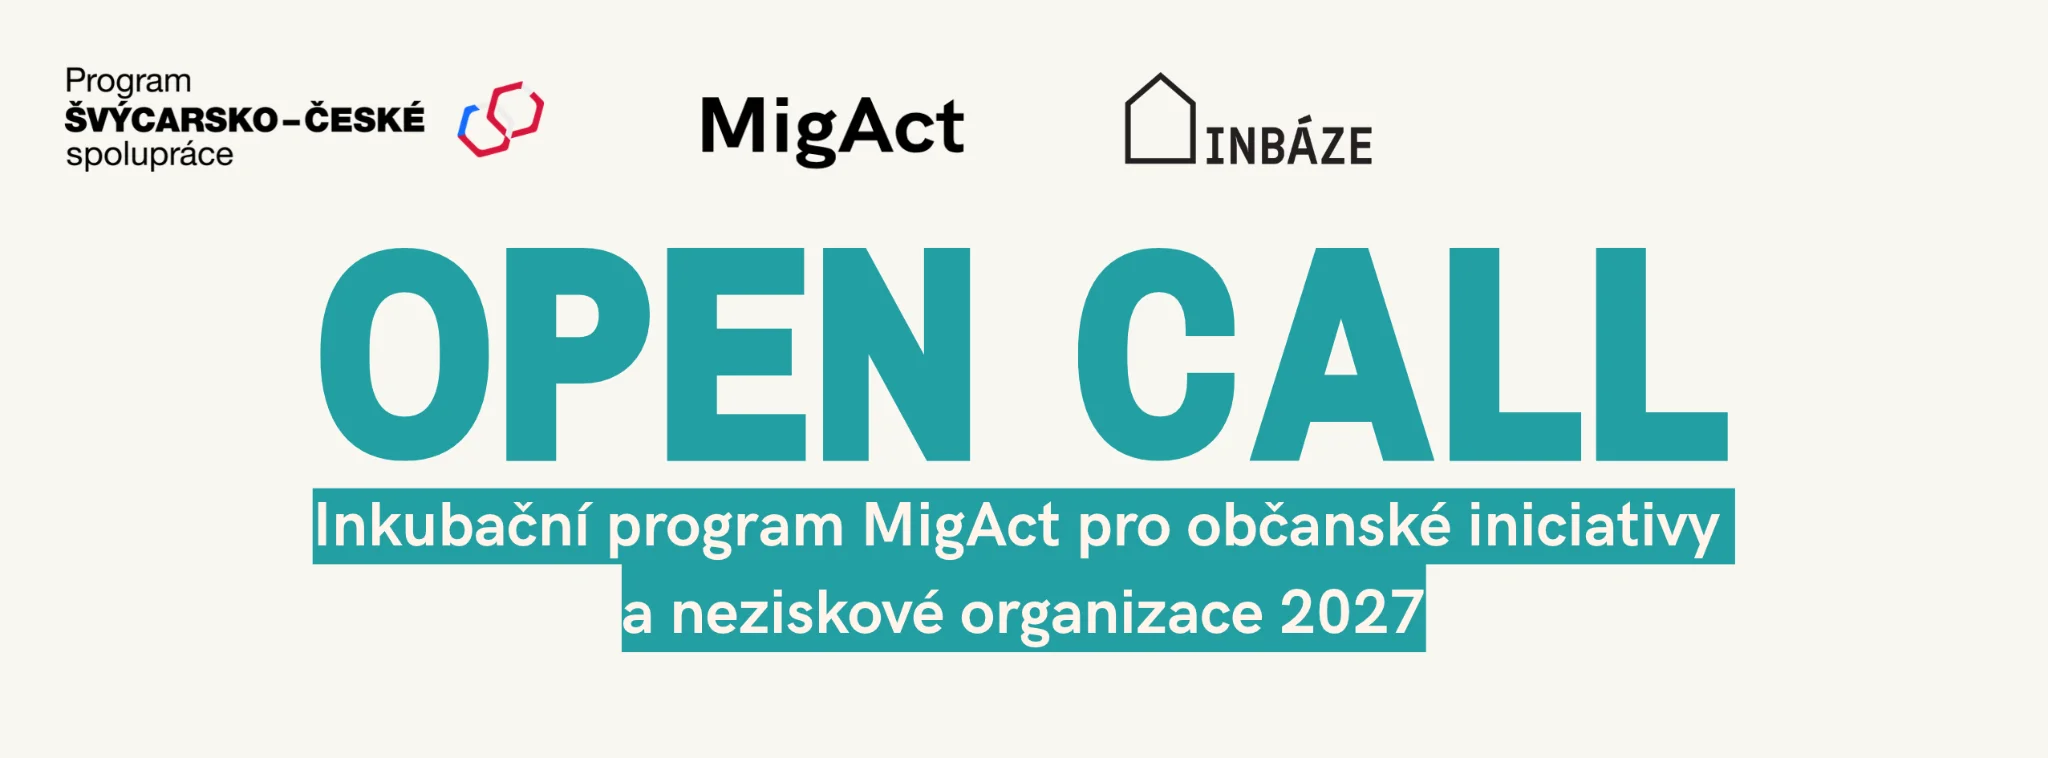 Program
ŠVÝCARSKO–ČESKÉ
spolupráce
MigAct
INBÁZE
OPEN CALL
Inkubační program MigAct pro občanské iniciativy
a neziskové organizace 2027